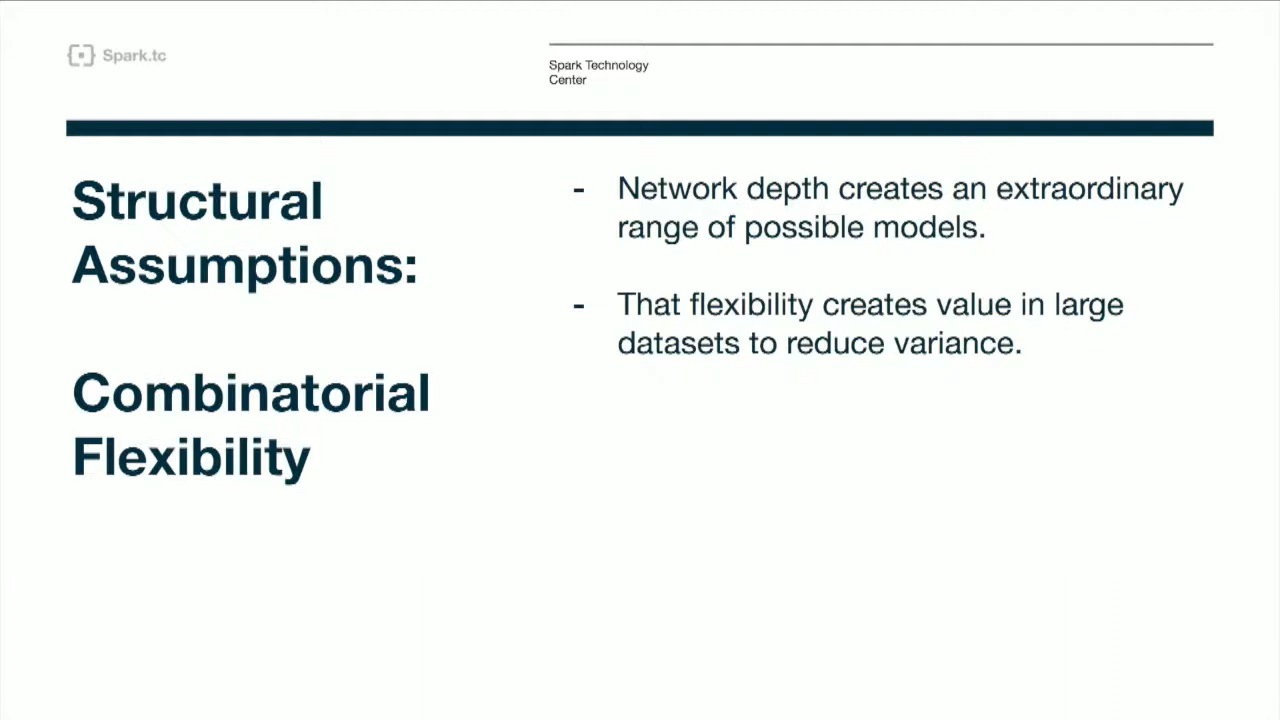 Spark.tc
Spark Technology
Center
Structural
Assumptions:
Combinatorial
Flexibility
- Network depth creates an extraordinary
range of possible models.
- That flexibility creates value in large
datasets to reduce variance.